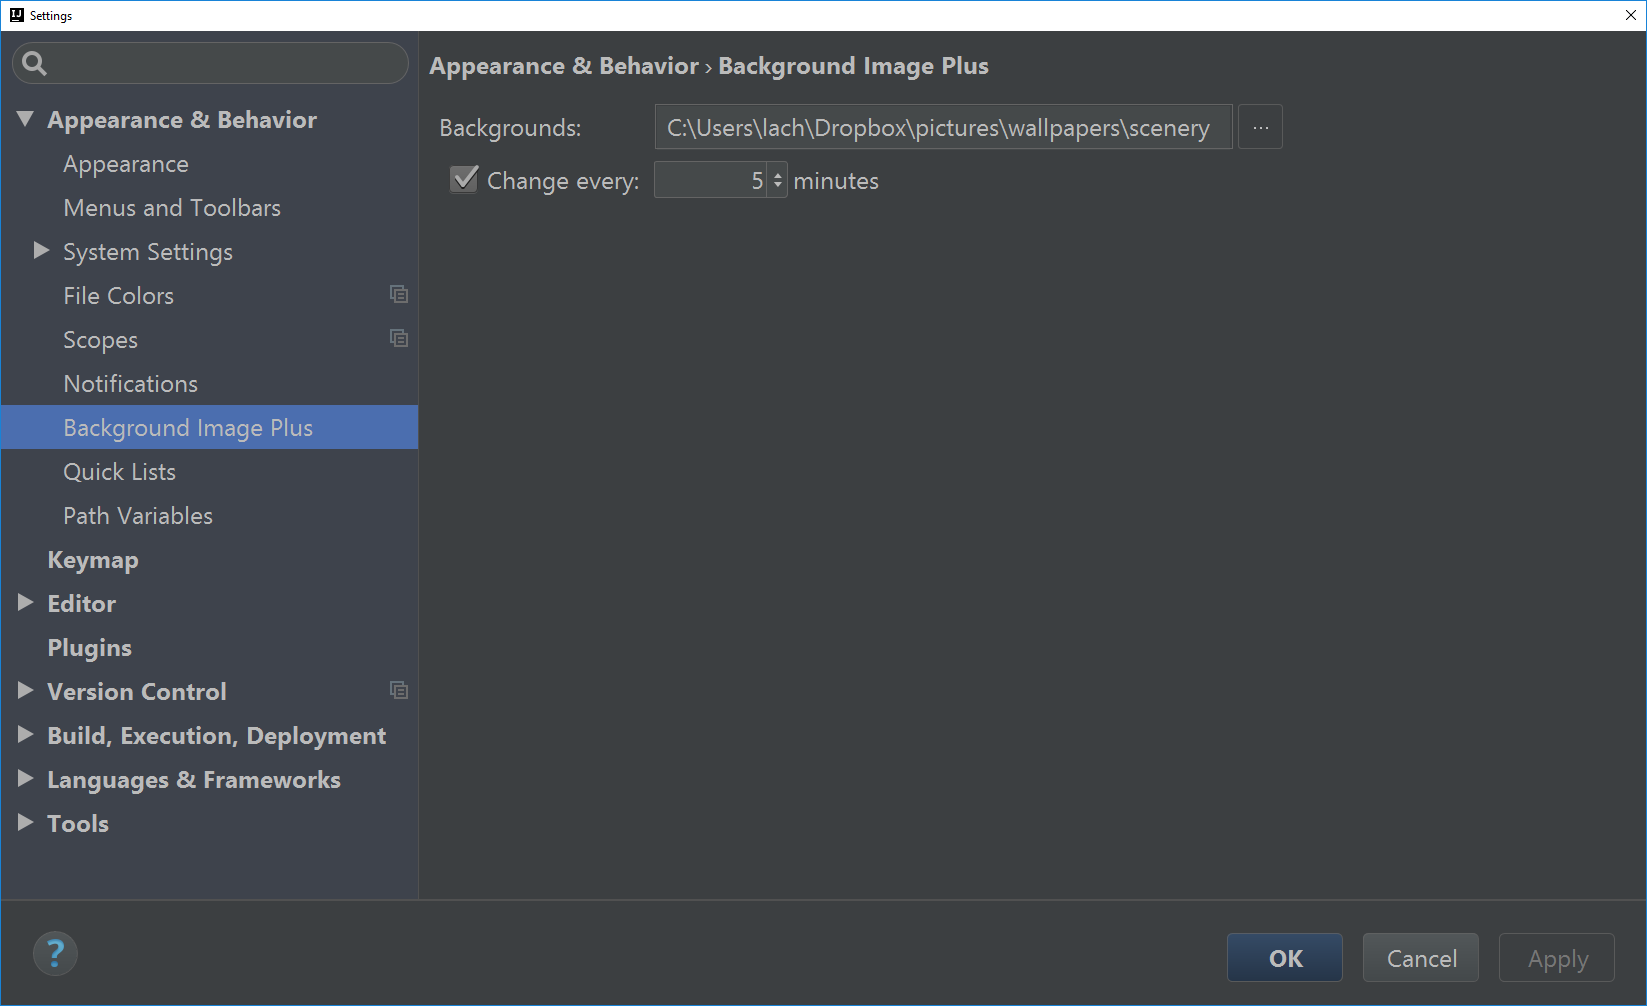 Settings
Appearance & Behavior › Background Image Plus
Appearance & Behavior
Appearance
Menus and Toolbars
System Settings
File Colors
Scopes
Notifications
Background Image Plus
Quick Lists
Path Variables
Keymap
Editor
Plugins
Version Control
Build, Execution, Deployment
Languages & Frameworks
Tools
Backgrounds: C:\Users\lach\Dropbox\pictures\wallpapers\scenery ...
Change every: 5 minutes
? OK Cancel Apply